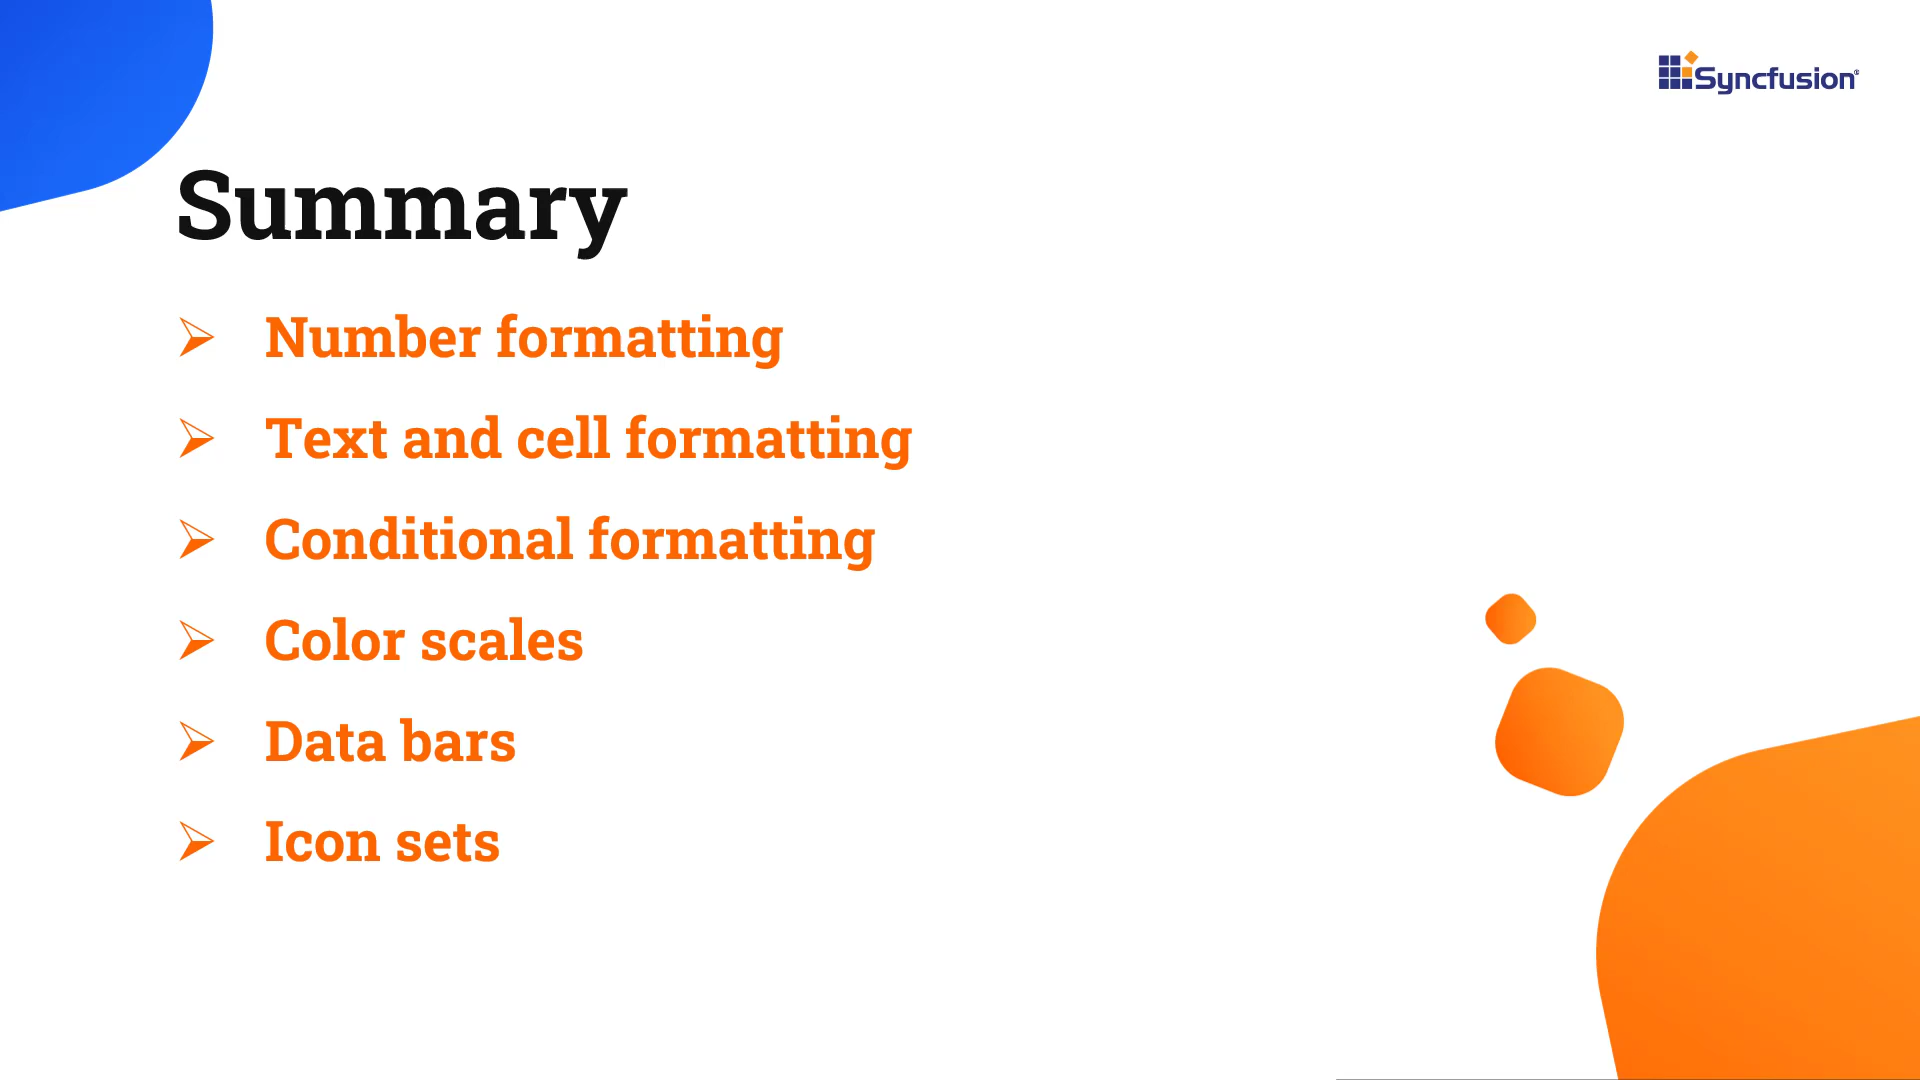 Syncfusion®
Summary
Number formatting
Text and cell formatting
Conditional formatting
Color scales
Data bars
Icon sets